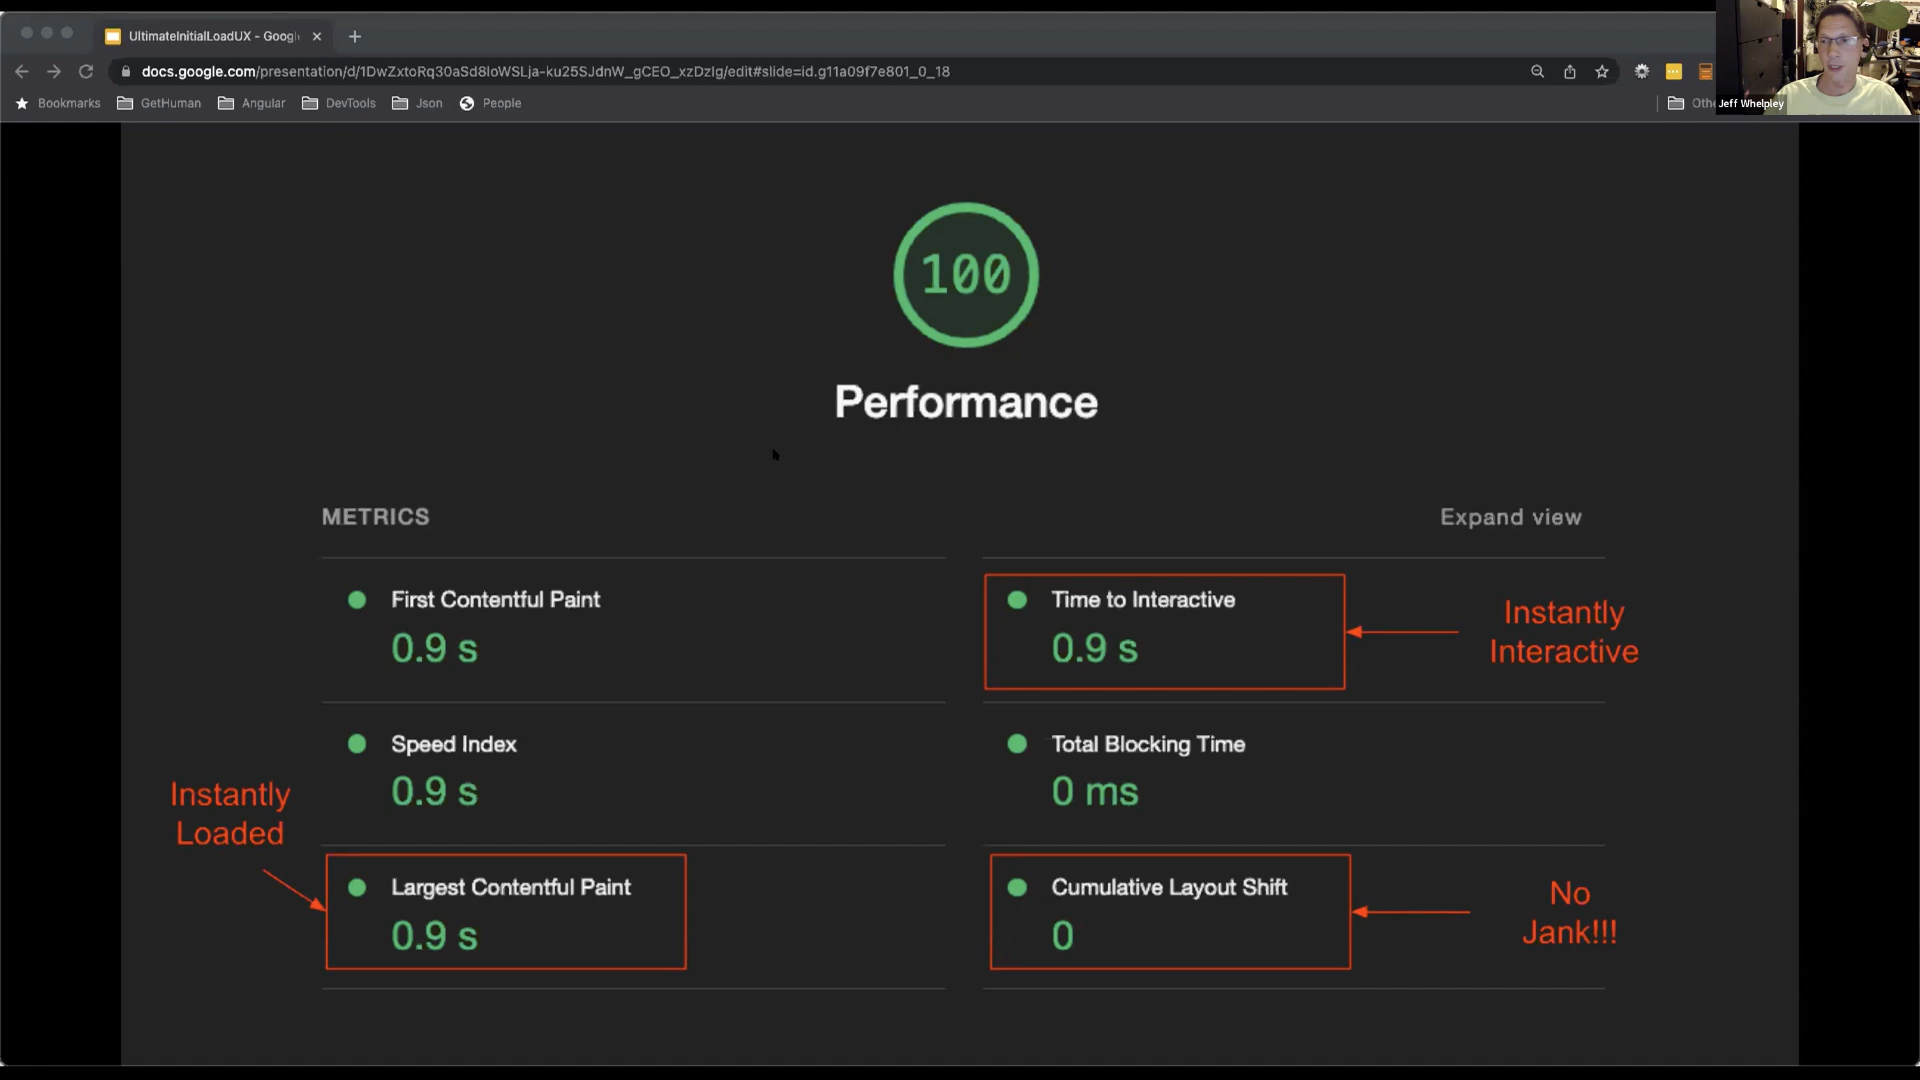 UltimateInitialLoadUX - Googl
docs.google.com/presentation/d/1DwZxtoRq30aSd8IoWSLja-ku25SJdnW_gCEO_xzDzIg/edit#slide=id.g11a09f7e801_0_18
Bookmarks
GetHuman
Angular
DevTools
Json
People
Othe
Jeff Whelpley
100
Performance
METRICS
Expand view
First Contentful Paint
0.9 s
Time to Interactive
0.9 s
Instantly
Interactive
Speed Index
0.9 s
Total Blocking Time
0 ms
Instantly
Loaded
Largest Contentful Paint
0.9 s
Cumulative Layout Shift
0
No
Jank!!!